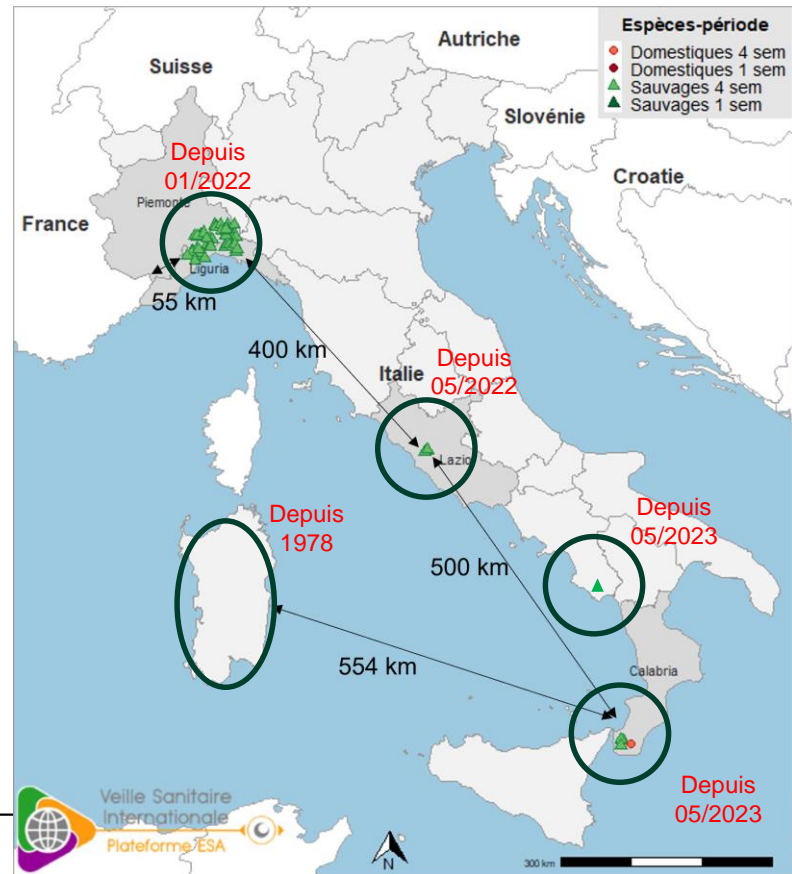 Espèces-période
Domestiques 4 sem
Domestiques 1 sem
Sauvages 4 sem
Sauvages 1 sem
Autriche
Suisse
Slovénie
Croatie
Depuis
01/2022
Piemonte
France
Liguria
55 km
400 km
Depuis
05/2022
Italie
Lazio
Depuis
1978
Depuis
05/2023
500 km
554 km
Calabria
Depuis
05/2023
Veille Sanitaire
Internationale
Plateforme ESA
N
300 km